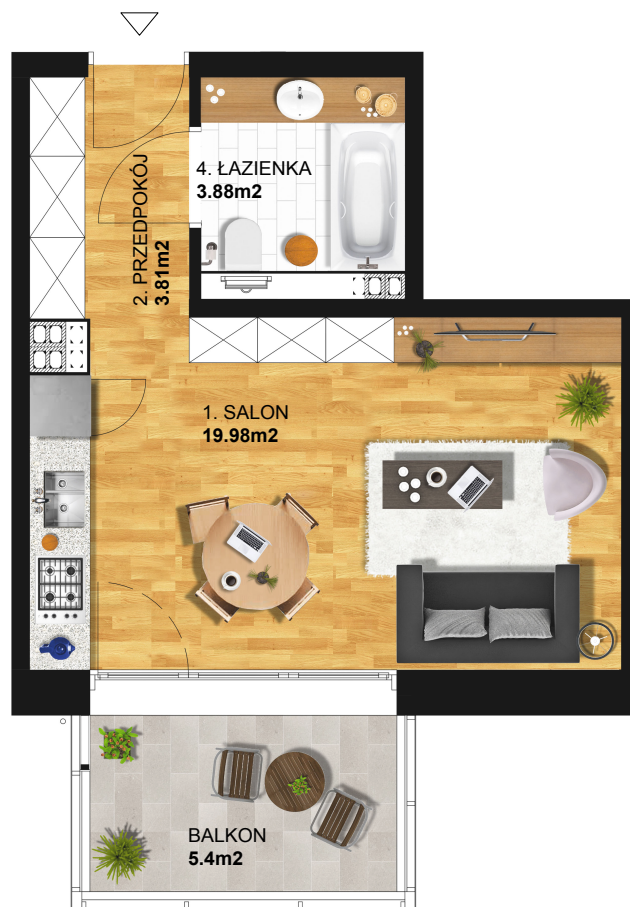 4. ŁAZIENKA
3.88m2
2. PRZEDPOKÓJ
3.81m2
1. SALON
19.98m2
BALKON
5.4m2